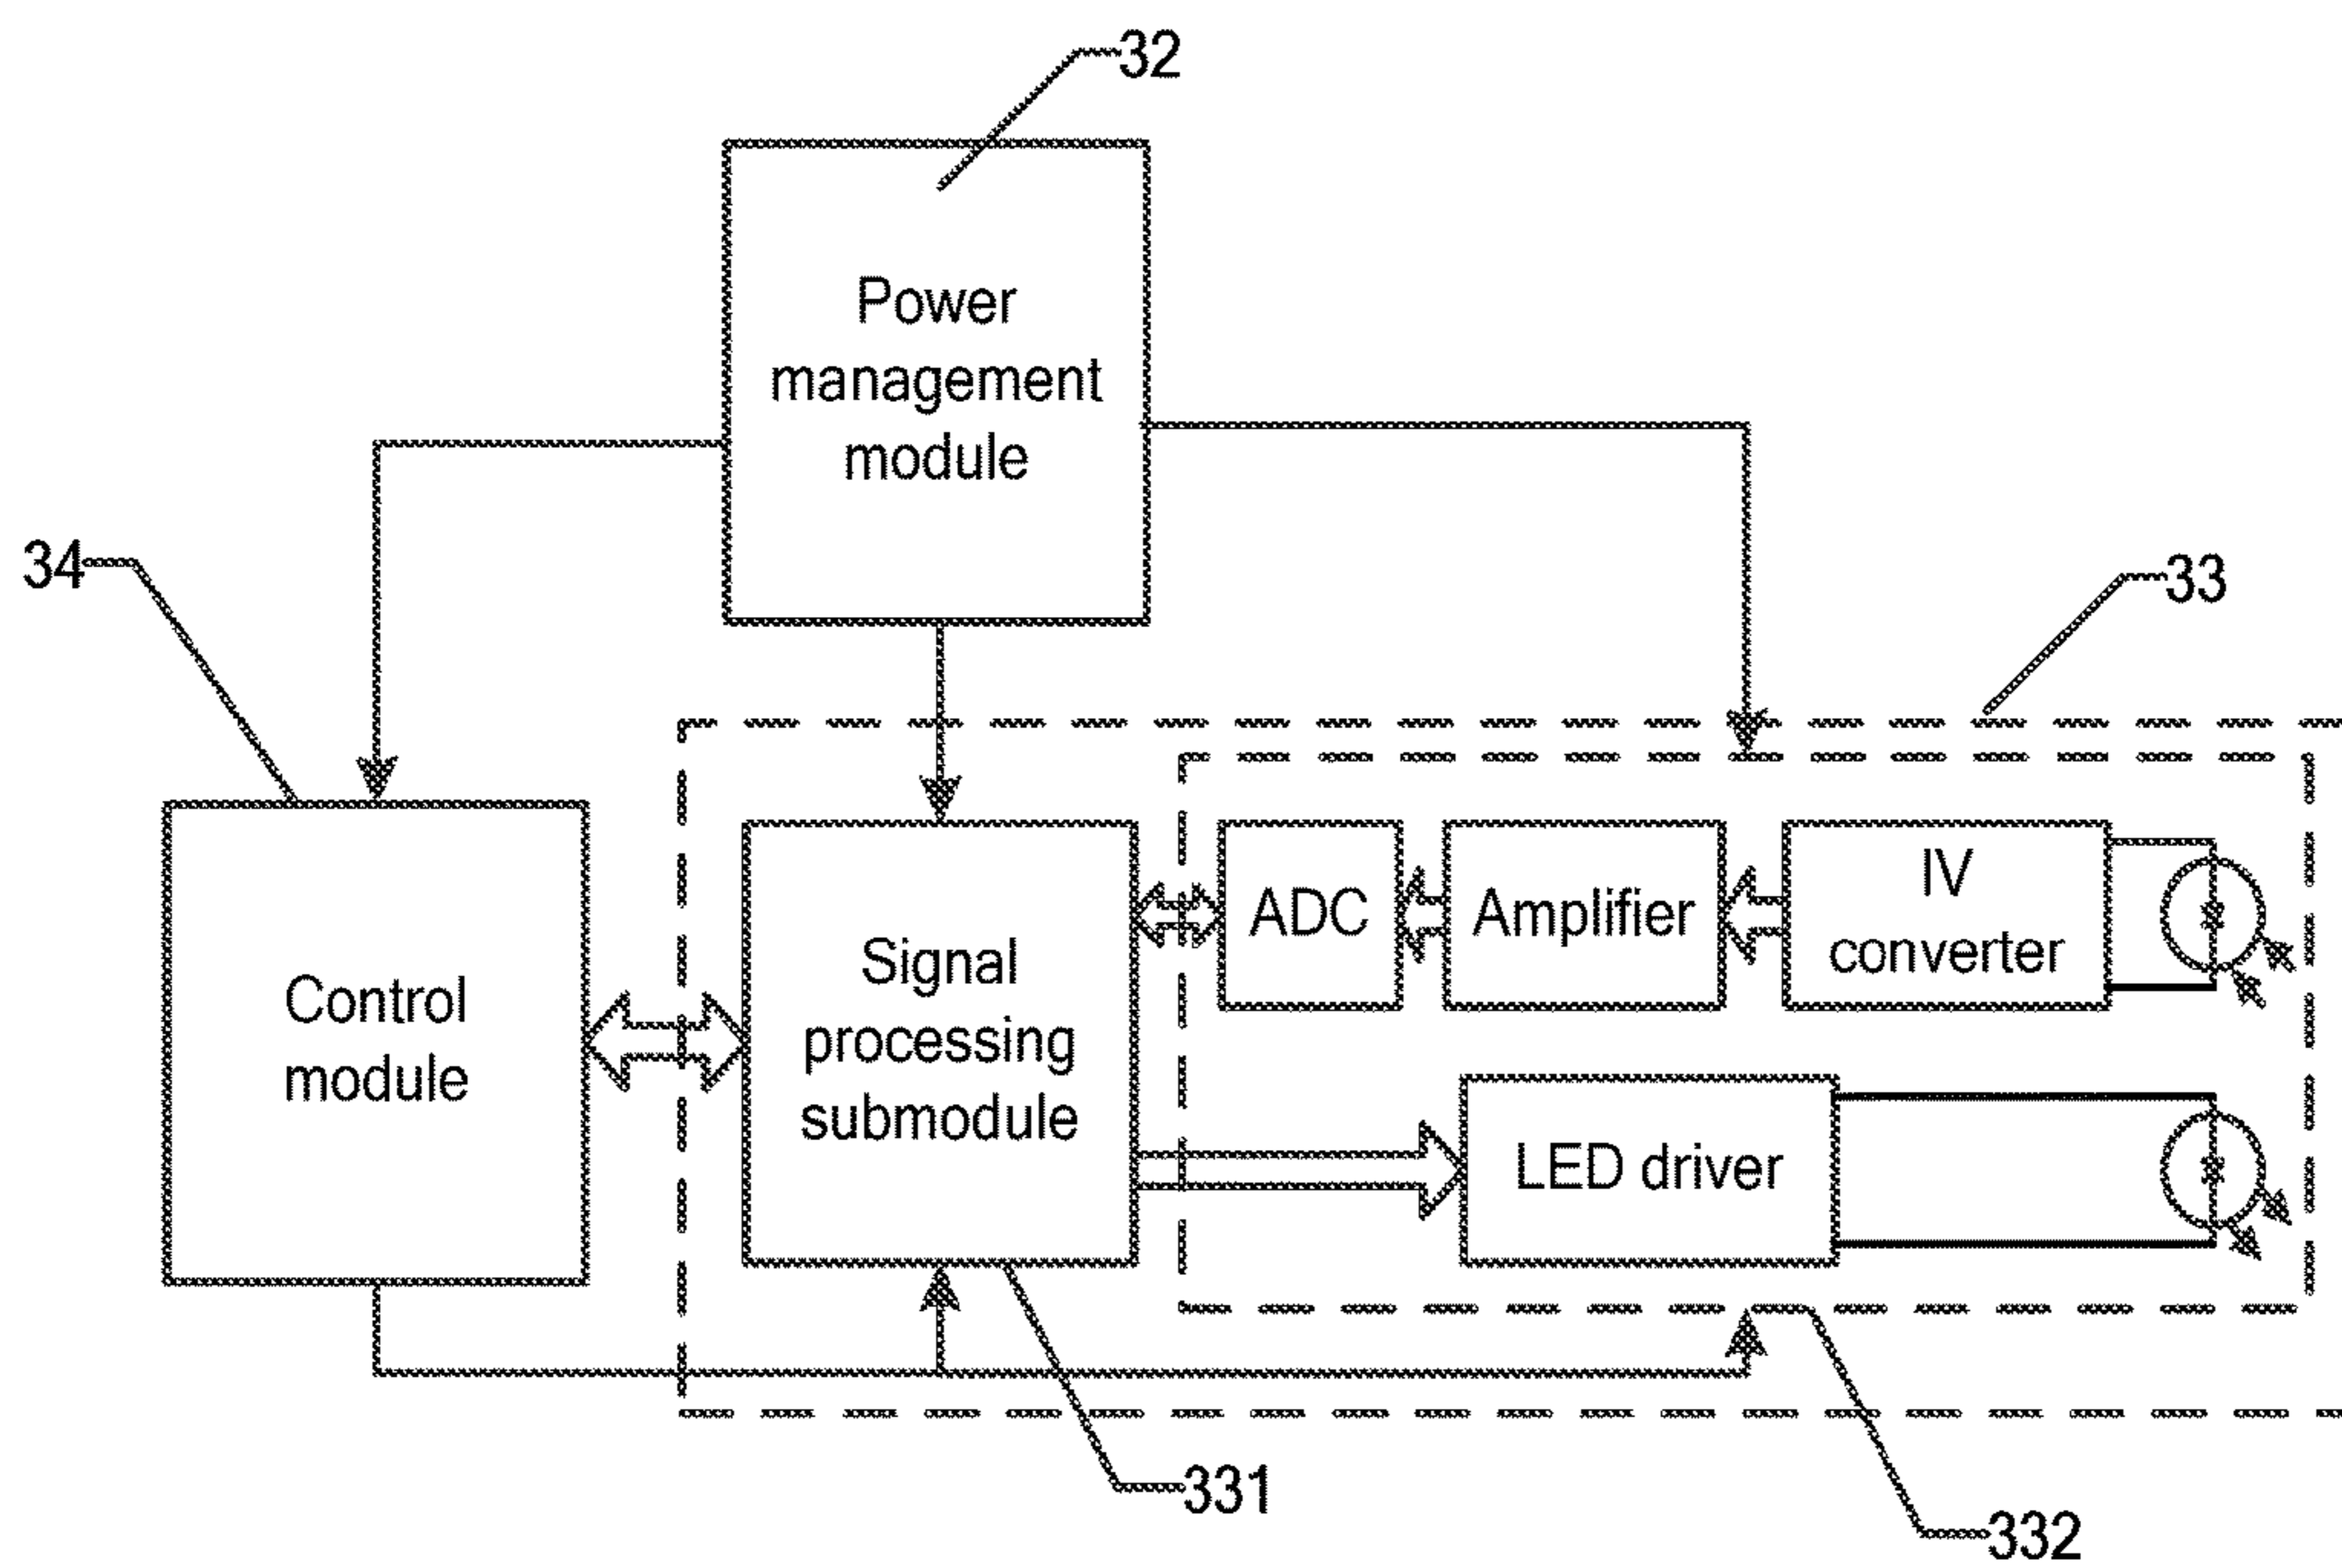 32
Power
management
module
34
33
Control
module
Signal
processing
submodule
ADC
Amplifier
IV
converter
LED driver
331
332